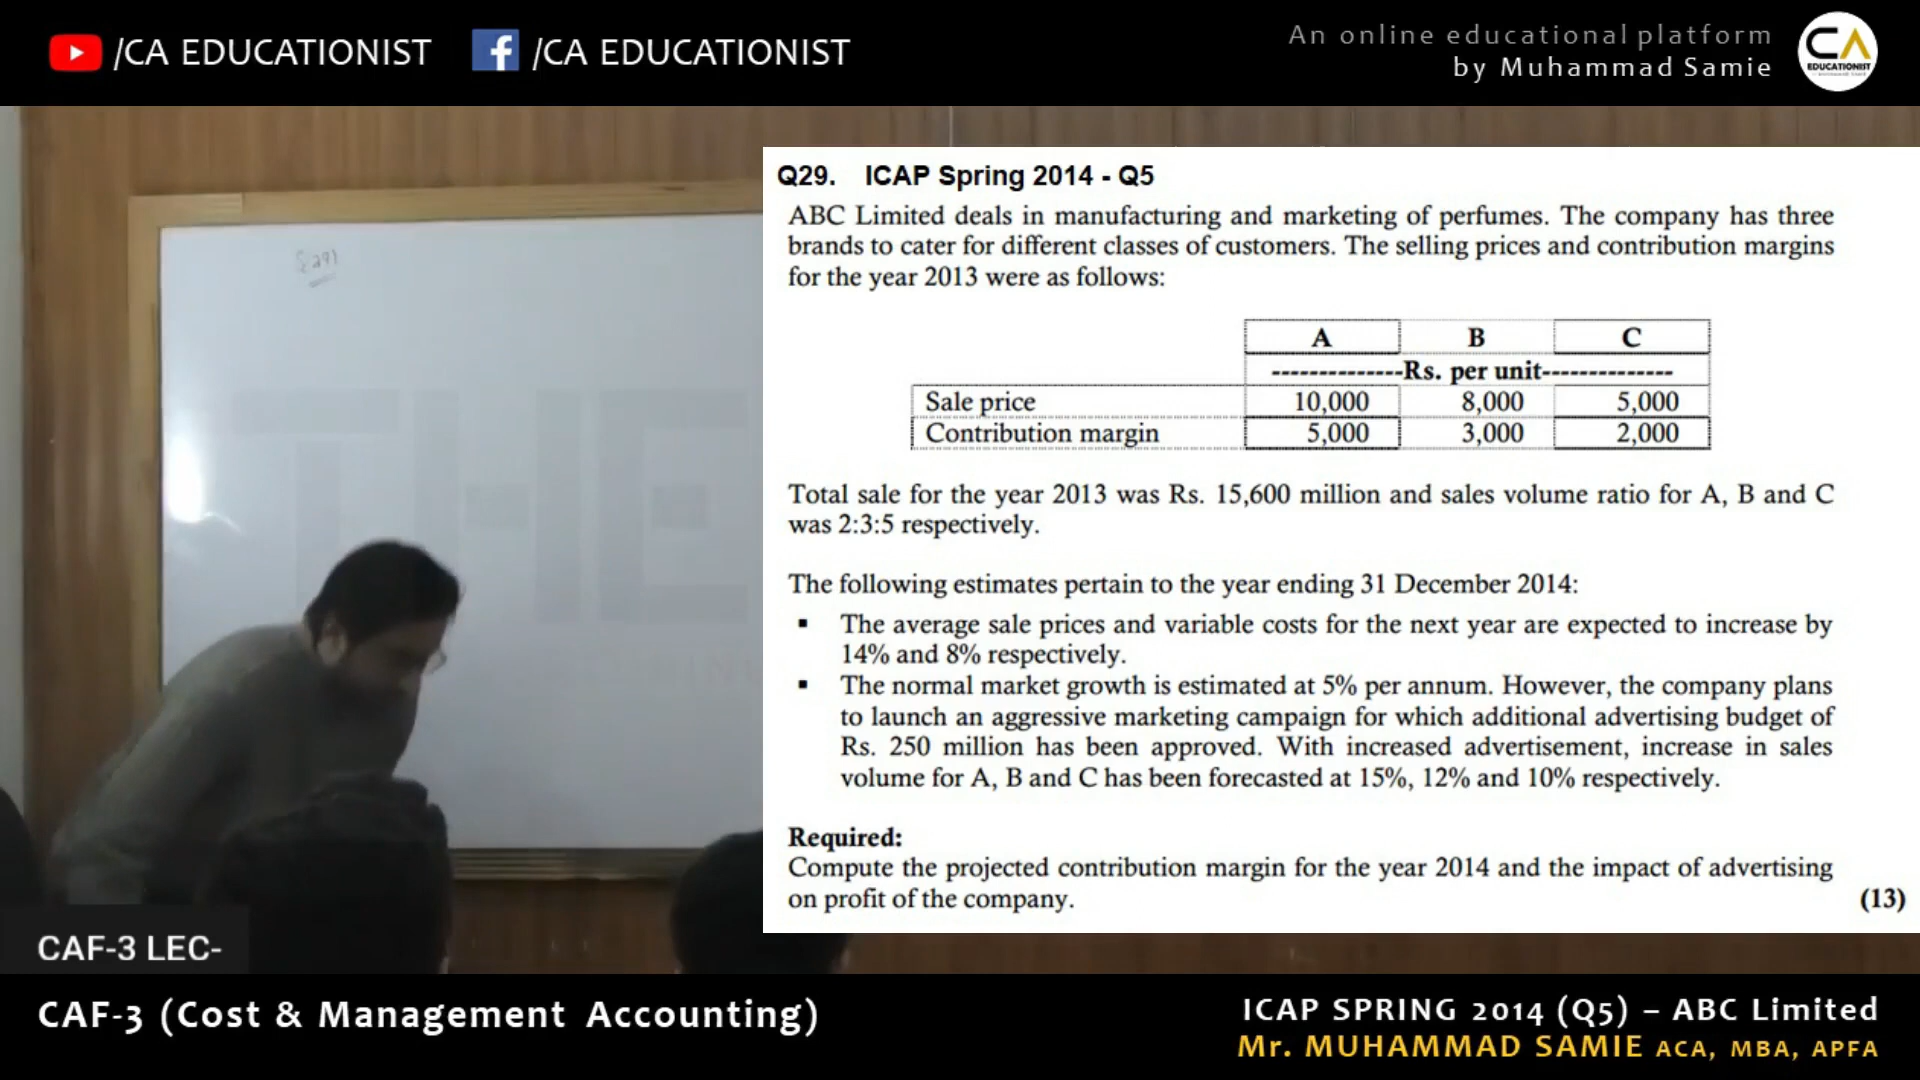 /CA EDUCATIONIST
/CA EDUCATIONIST
An online educational platform
by Muhammad Samie
CA
EDUCATIONIST
Q29. ICAP Spring 2014 - Q5
ABC Limited deals in manufacturing and marketing of perfumes. The company has three
brands to cater for different classes of customers. The selling prices and contribution margins
for the year 2013 were as follows:
A B C
--------------Rs. per unit--------------
Sale price 10,000 8,000 5,000
Contribution margin 5,000 3,000 2,000
Total sale for the year 2013 was Rs. 15,600 million and sales volume ratio for A, B and C
was 2:3:5 respectively.
The following estimates pertain to the year ending 31 December 2014:
▪ The average sale prices and variable costs for the next year are expected to increase by
14% and 8% respectively.
▪ The normal market growth is estimated at 5% per annum. However, the company plans
to launch an aggressive marketing campaign for which additional advertising budget of
Rs. 250 million has been approved. With increased advertisement, increase in sales
volume for A, B and C has been forecasted at 15%, 12% and 10% respectively.
Required:
Compute the projected contribution margin for the year 2014 and the impact of advertising
on profit of the company.
(13)
CAF-3 LEC-
CAF-3 (Cost & Management Accounting)
ICAP SPRING 2014 (Q5) – ABC Limited
Mr. MUHAMMAD SAMIE ACA, MBA, APFA